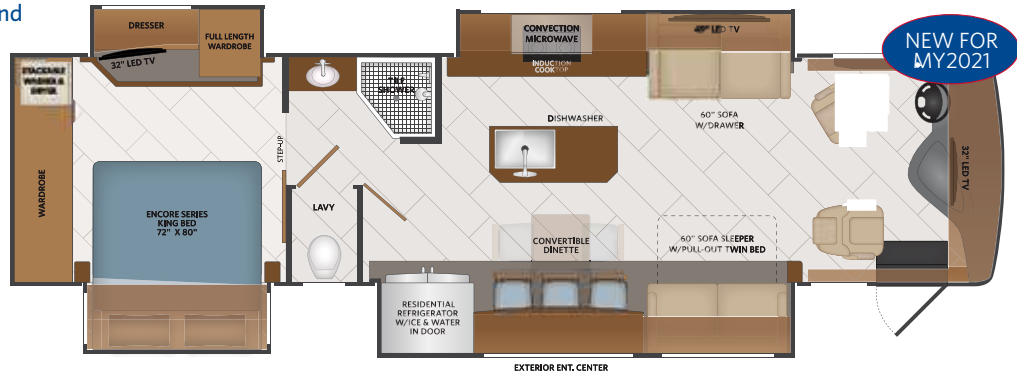 nd
DRESSER
FULL LENGTH
WARDROBE
32" LED TV
STACKABLE
WASHER &
DRYER
WARDROBE
ENCORE SERIES
KING BED
72" X 80"
STEP-UP
TILE
SHOWER
LAVY
CONVECTION
MICROWAVE
INDUCTION
COOKTOP
DISHWASHER
LED TV
60" SOFA
W/DRAWER
NEW FOR
MY2021
32" LED TV
CONVERTIBLE
DINETTE
60" SOFA SLEEPER
W/PULL-OUT TWIN BED
RESIDENTIAL
REFRIGERATOR
W/ICE & WATER
IN DOOR
EXTERIOR ENT. CENTER